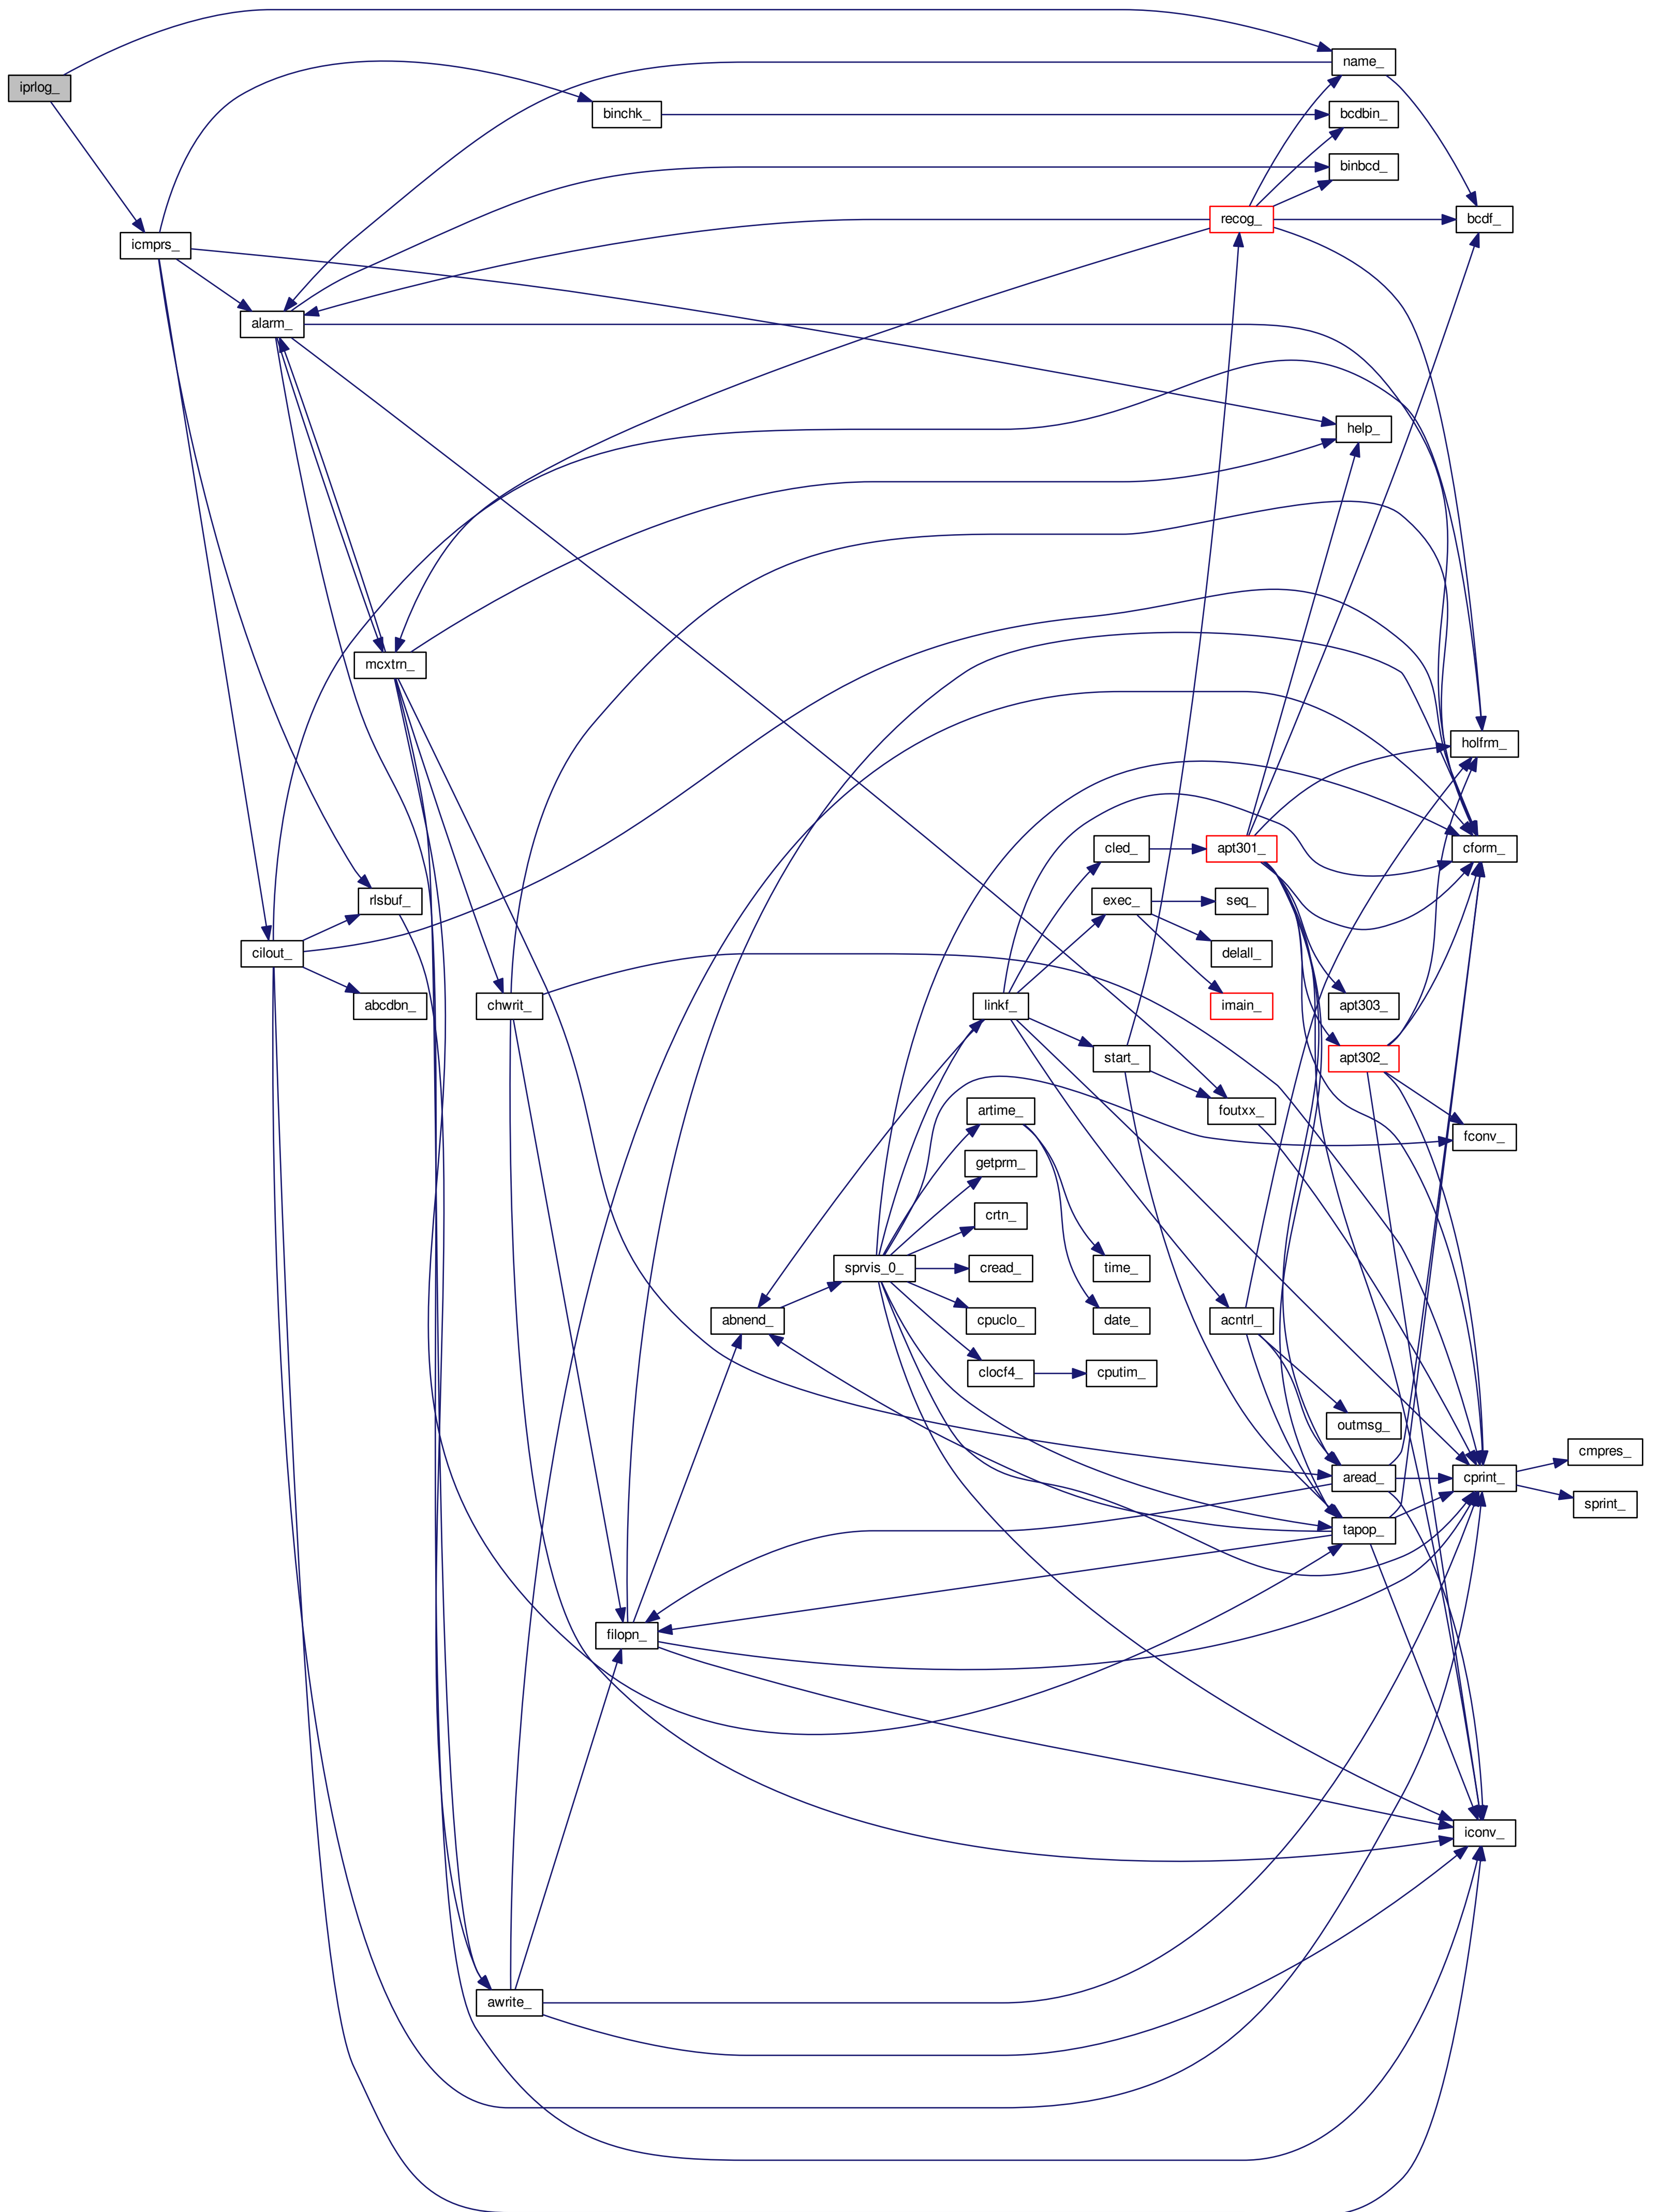 name_
iprlog_
binchk_
bcdbin_
binbcd_
recog_
bcdf_
icmprs_
alarm_
help_
mcxtrn_
holfrm_
cled_
apt301_
cform_
rlsbuf_
exec_
seq_
cilout_
delall_
abcdbn_
chwrit_
linkf_
imain_
apt303_
start_
apt302_
artime_
foutxx_
fconv_
getprm_
crtn_
sprvis_0_
cread_
time_
abnend_
cpuclo_
date_
acntrl_
clocf4_
cputim_
outmsg_
cmpres_
aread_
cprint_
sprint_
tapop_
filopn_
iconv_
awrite_